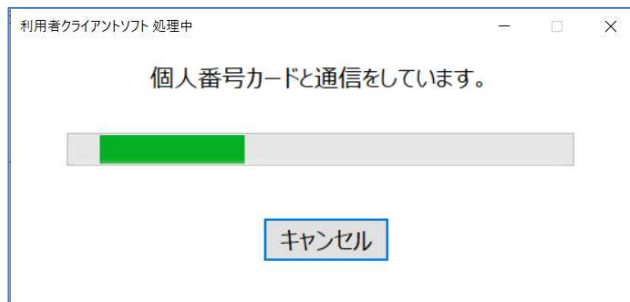 利用者クライアントソフト 処理中
個人番号カードと通信をしています。
キャンセル